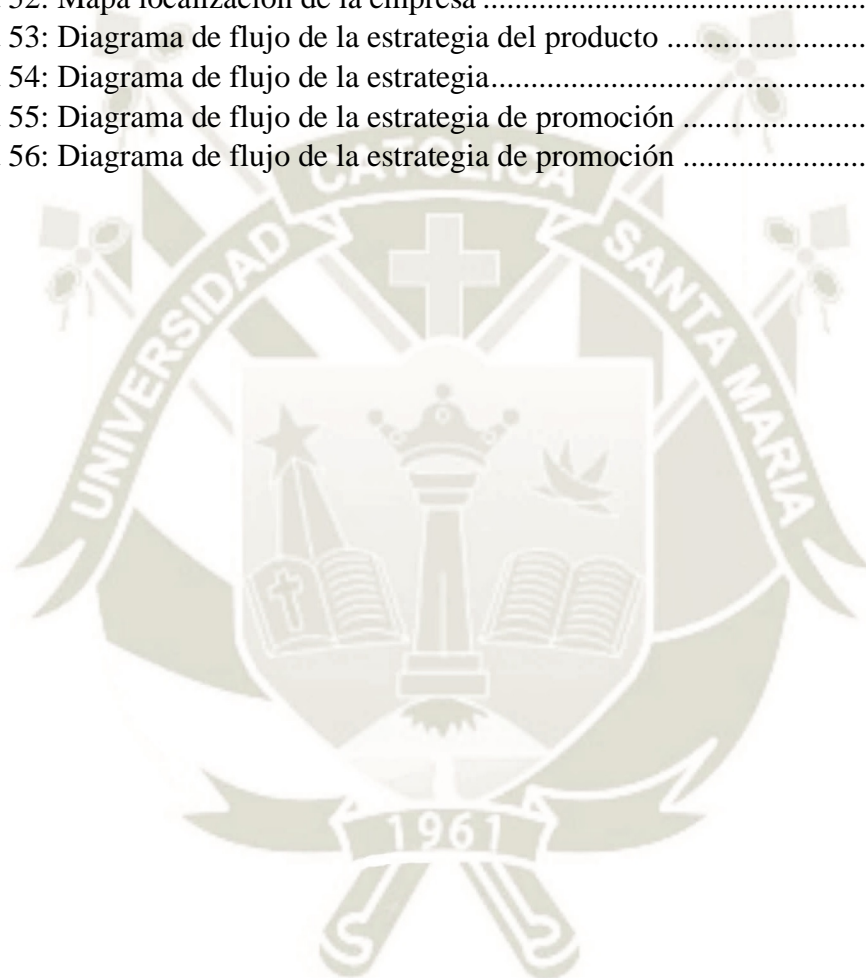 52: Mapa localización de la empresa ............................................
53: Diagrama de flujo de la estrategia del producto ........................
54: Diagrama de flujo de la estrategia..............................................
55: Diagrama de flujo de la estrategia de promoción ......................
56: Diagrama de flujo de la estrategia de promoción ......................
UNIVERSIDAD CATOLICA SANTA MARIA
1961